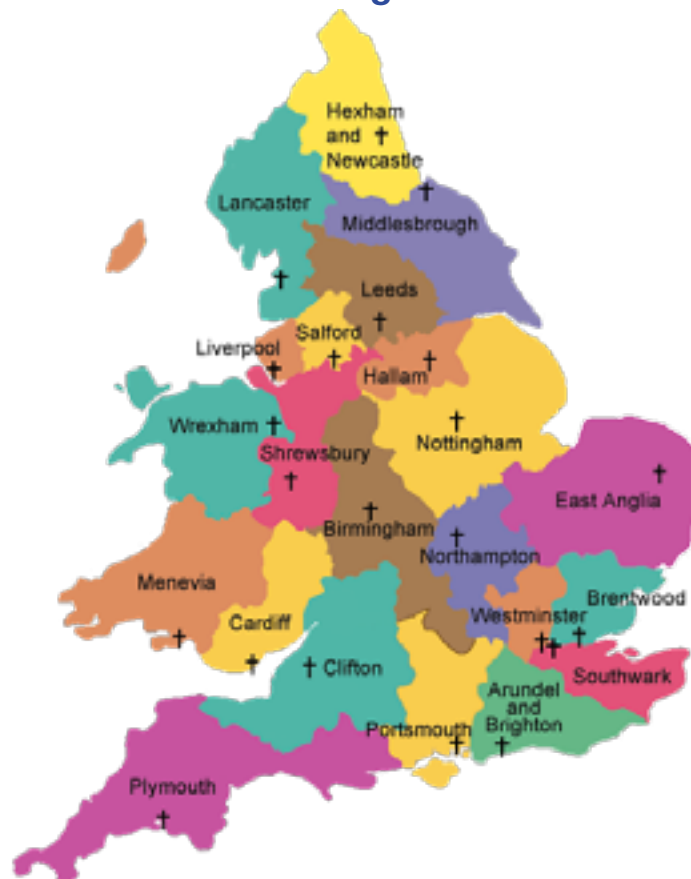 Hexham
and
Newcastle
Lancaster
Middlesbrough
Leeds
Salford
Liverpool
Hallam
Wrexham
Nottingham
Shrewsbury
East Anglia
Birmingham
Northampton
Menevia
Brentwood
Westminster
Cardiff
Clifton
Southwark
Arundel
and
Brighton
Portsmouth
Plymouth